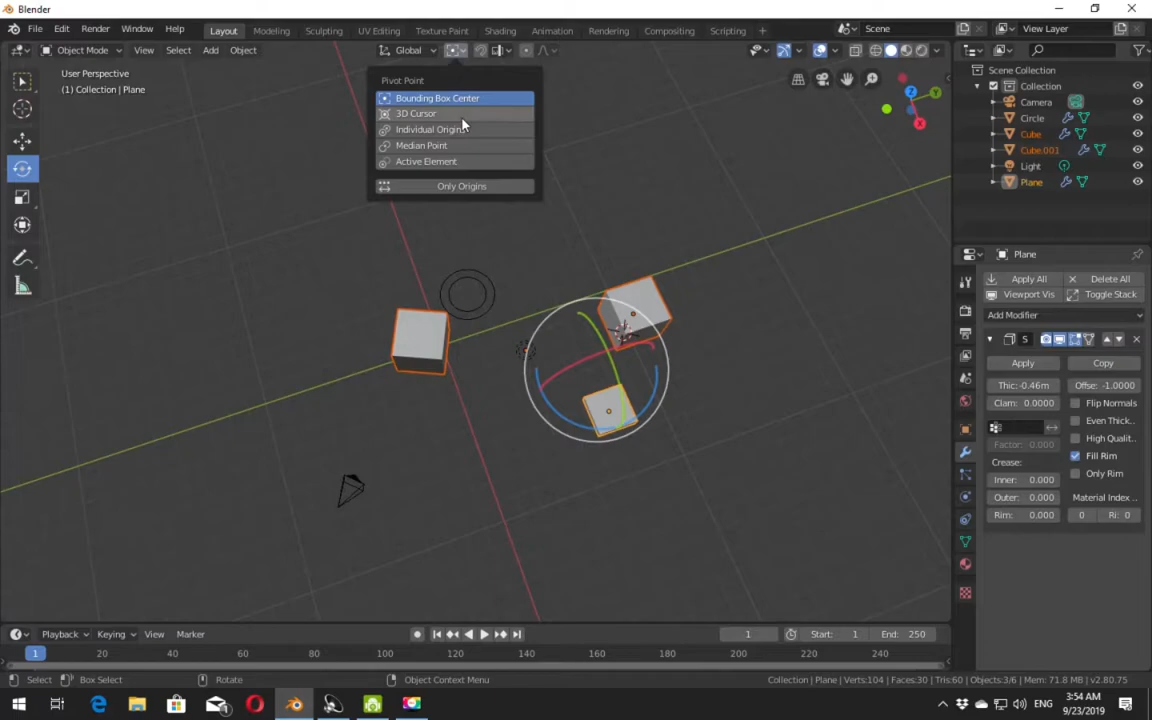 Blender
File Edit Render Window Help Layout Modeling Sculpting UV Editing Texture Paint Shading Animation Rendering Compositing Scripting + Scene View Layer
Object Mode View Select Add Object Global
User Perspective
(1) Collection | Plane
Pivot Point
Bounding Box Center
3D Cursor
Individual Origins
Median Point
Active Element
Only Origins
Z
Y
X
Scene Collection
Collection
Camera
Circle
Cube
Cube.001
Light
Plane
Plane
Apply All Delete All
Viewport Vis Toggle Stack
Add Modifier
S
Apply Copy
Thic:-0.46m Offse: -1.0000
Clam: 0.0000 Flip Normals
Even Thick..
High Qualit..
Factor: 0.000 Fill Rim
Crease: Only Rim
Inner: 0.000
Outer: 0.000 Material Index ..
Rim: 0.000 0 Ri: 0
Playback Keying View Marker 1 Start: 1 End: 250
1 20 40 60 80 100 120 140 160 180 200 220 240
Select Box Select Rotate Object Context Menu Collection | Plane | Verts:104 | Faces:30 | Tris:60 | Objects:3/6 | Mem: 71.8 MB | v2.80.75
ENG 3:54 AM
9/23/2019